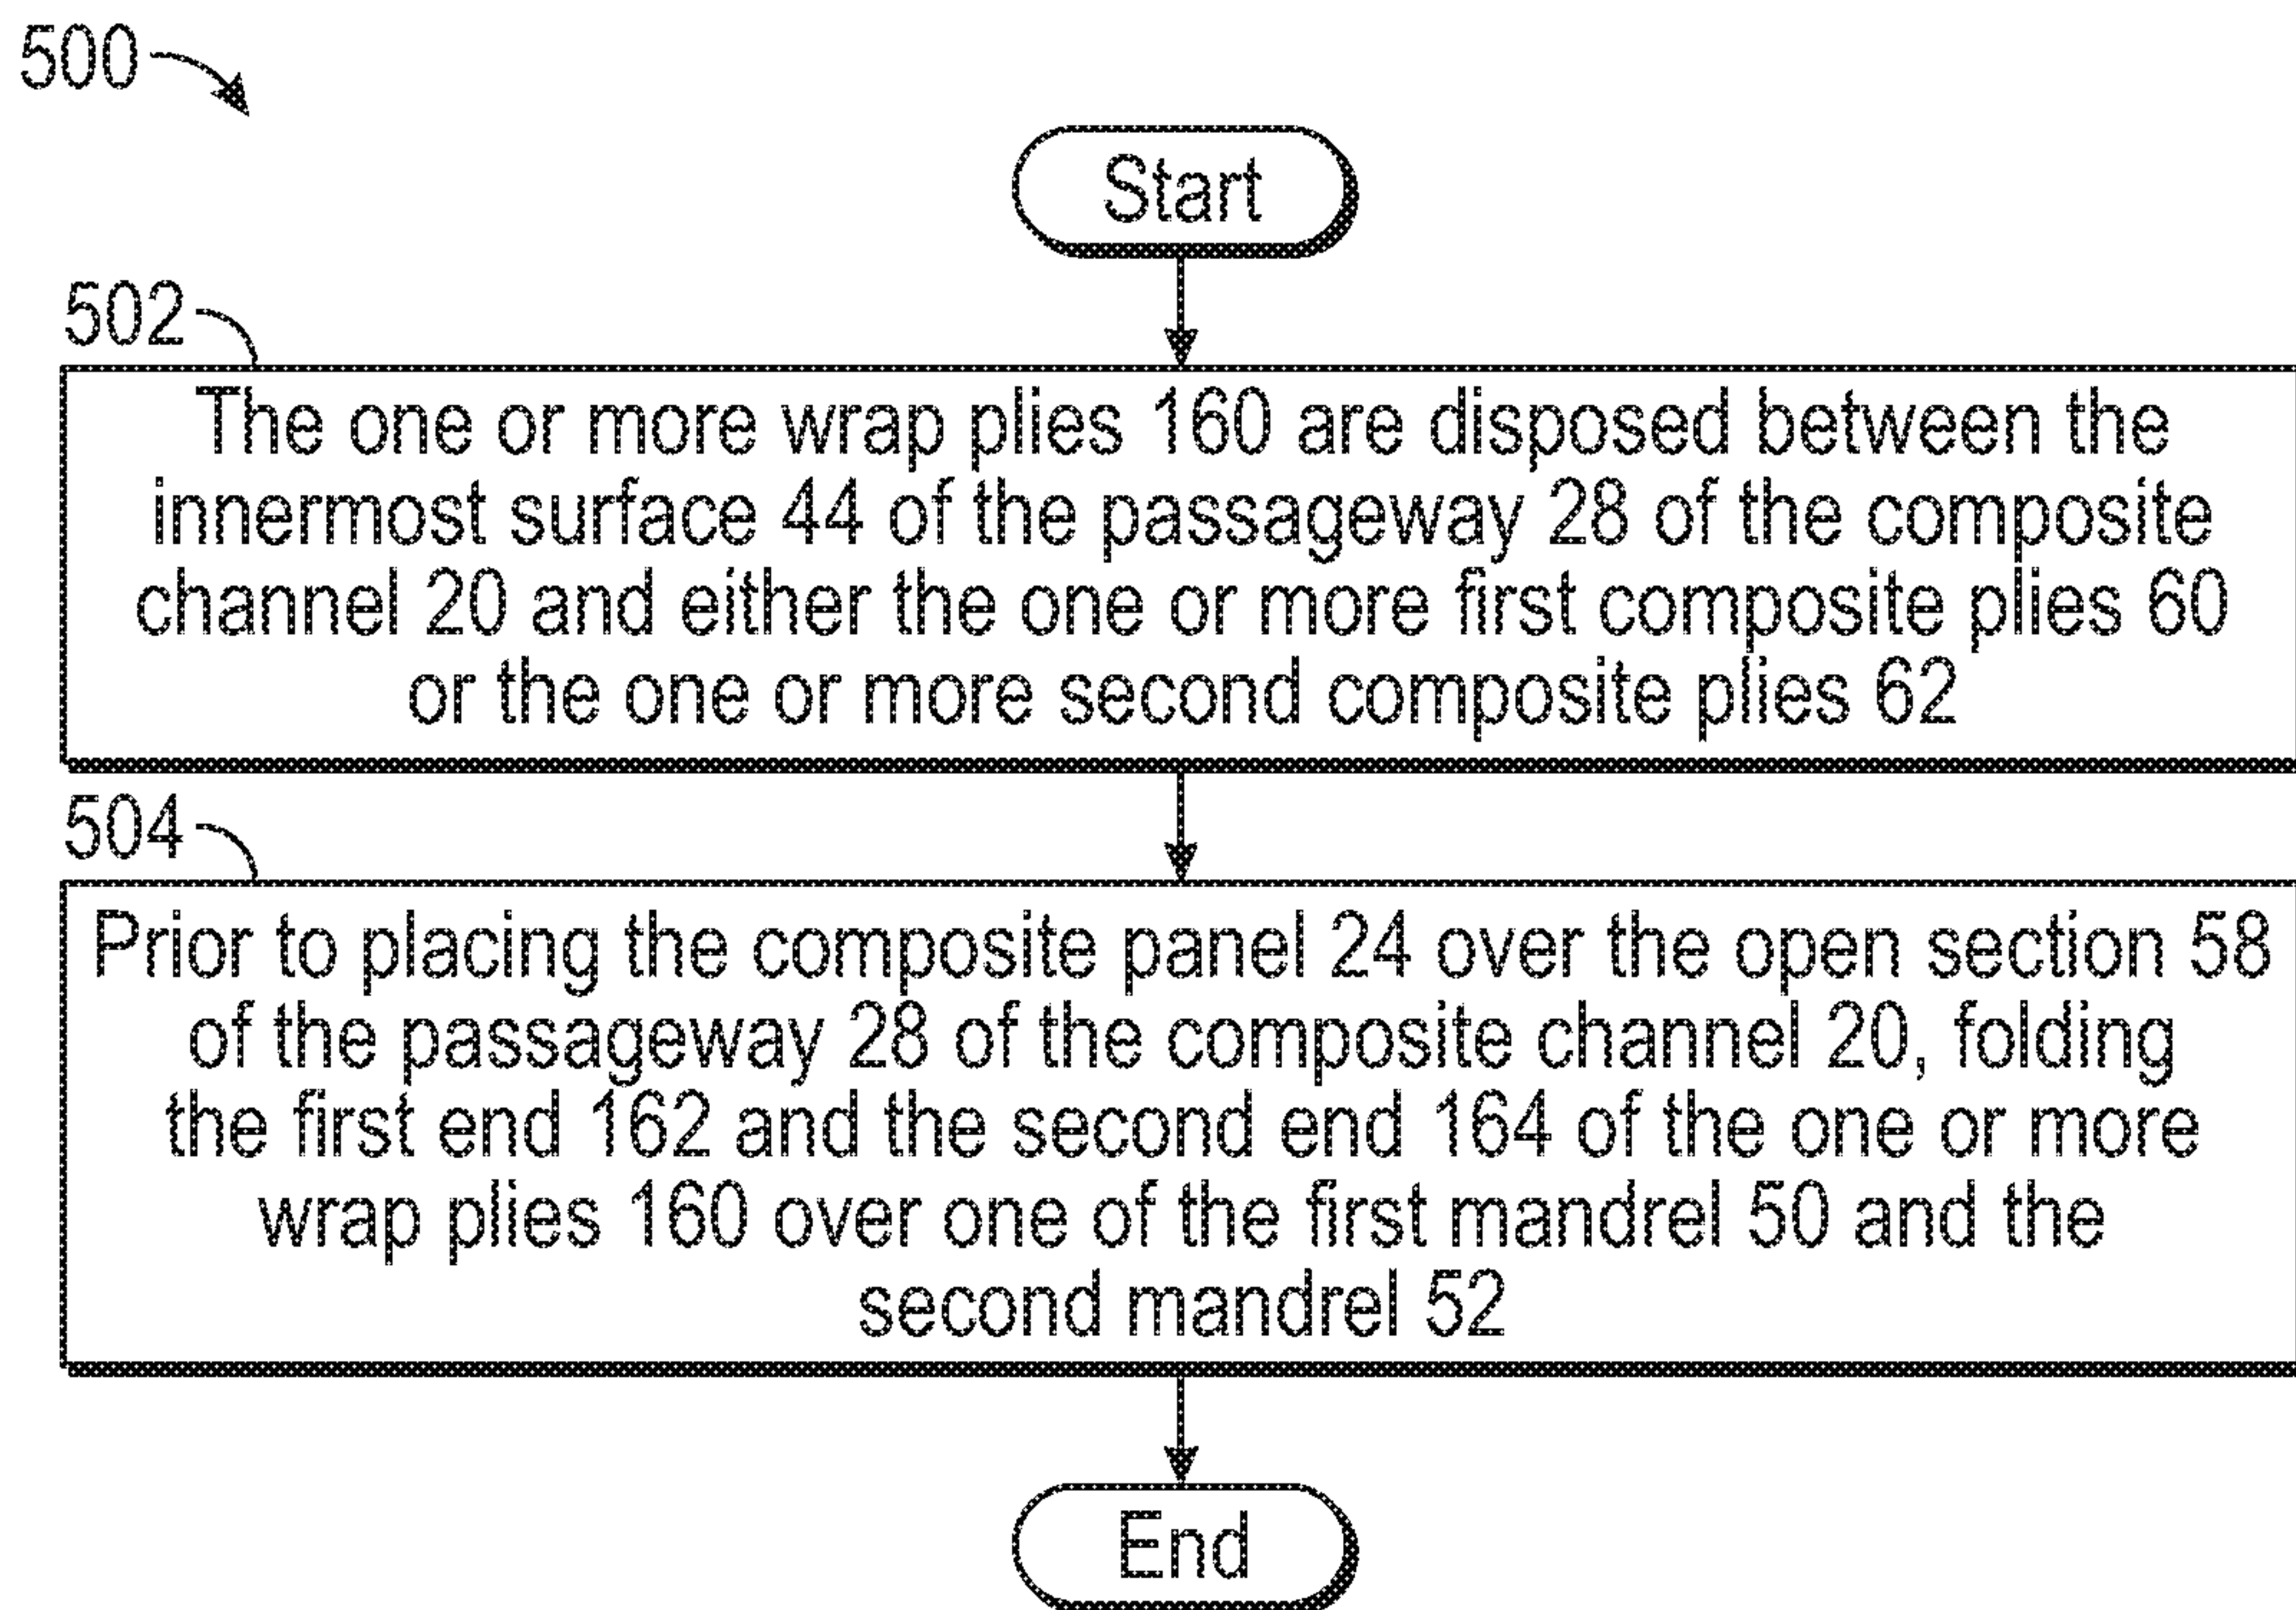 500
Start
502
The one or more wrap plies 160 are disposed between the
innermost surface 44 of the passageway 28 of the composite
channel 20 and either the one or more first composite plies 60
or the one or more second composite plies 62
504
Prior to placing the composite panel 24 over the open section 58
of the passageway 28 of the composite channel 20, folding
the first end 162 and the second end 164 of the one or more
wrap plies 160 over one of the first mandrel 50 and the
second mandrel 52
End